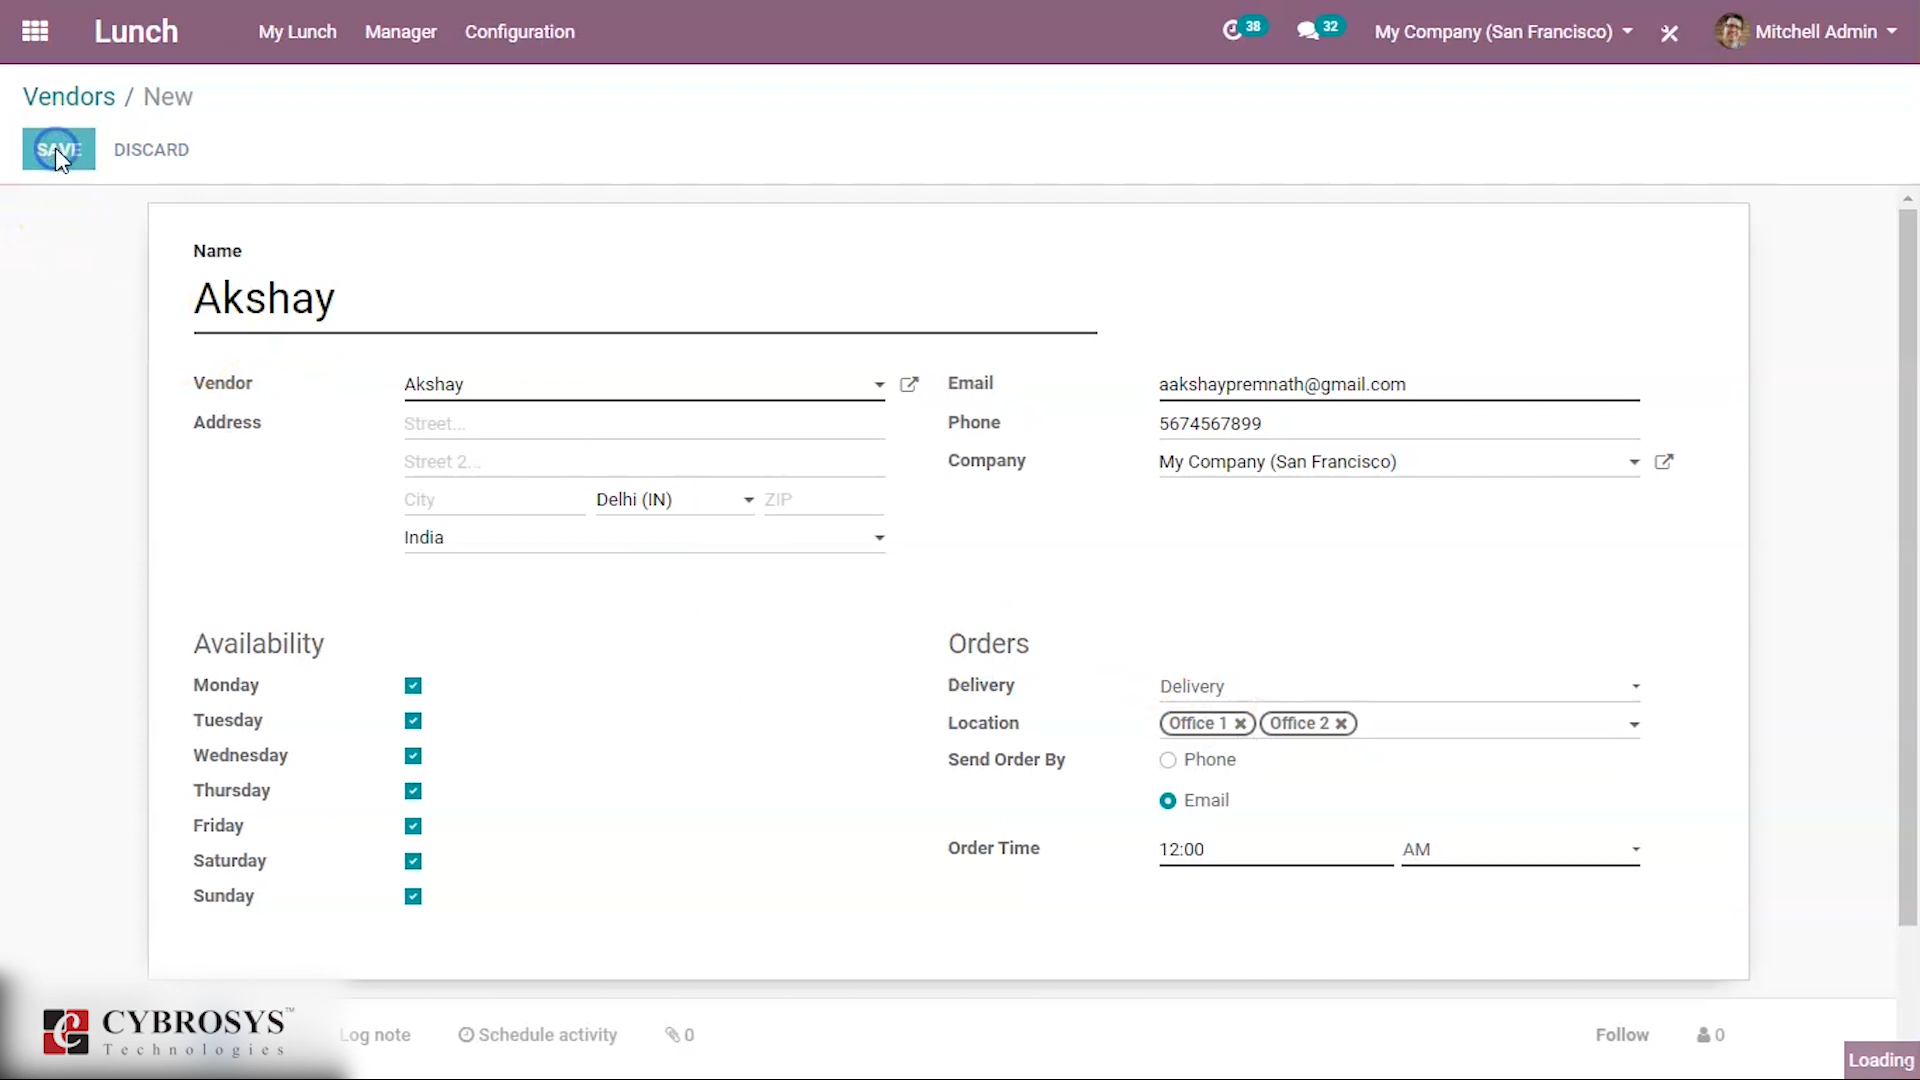 Lunch My Lunch Manager Configuration 38 32 My Company (San Francisco) Mitchell Admin
Vendors / New
SAVE DISCARD
Name
Akshay
Vendor Akshay Email aakshaypremnath@gmail.com
Address Street... Phone 5674567899
Street 2... Company My Company (San Francisco)
City Delhi (IN) ZIP
India
Availability Orders
Monday Delivery Delivery
Tuesday Location Office 1 Office 2
Wednesday Send Order By Phone
Thursday Email
Friday Order Time 12:00 AM
Saturday
Sunday
CYBROSYS™
Technologies
Log note Schedule activity 0 Follow 0
Loading